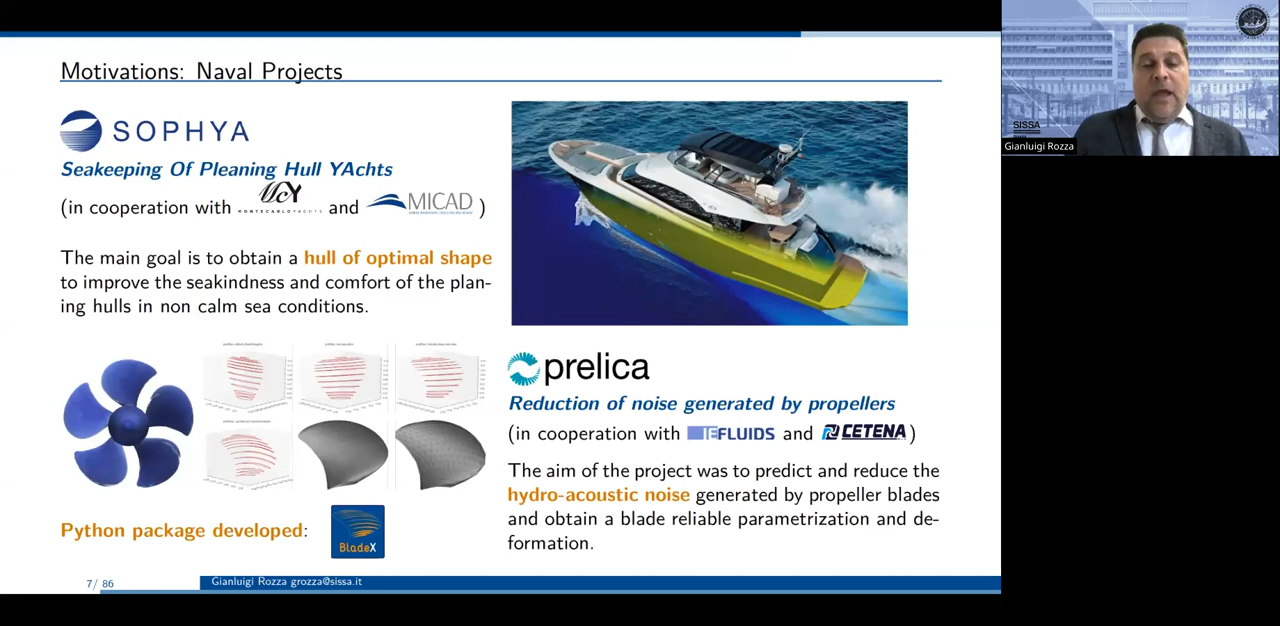 Motivations: Naval Projects
SOPHYA
Seakeeping Of Pleaning Hull YAchts
(in cooperation with MCY MONTECARLOYACHTS and MICAD )
The main goal is to obtain a hull of optimal shape
to improve the seakindness and comfort of the plan-
ing hulls in non calm sea conditions.
Python package developed:
BladeX
prelica
Reduction of noise generated by propellers
(in cooperation with IEFLUIDS and CETENA )
The aim of the project was to predict and reduce the
hydro-acoustic noise generated by propeller blades
and obtain a blade reliable parametrization and de-
formation.
7/ 86
Gianluigi Rozza grozza@sissa.it
SISSA
Gianluigi Rozza